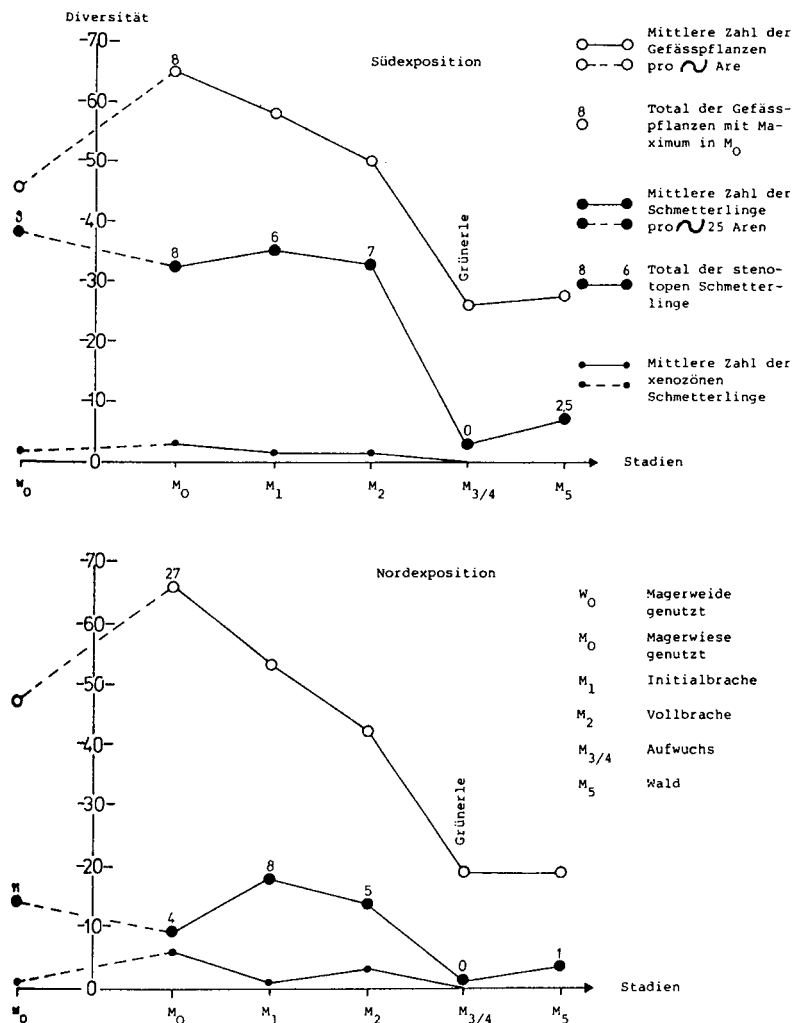 Diversität
-70-
-60-
-50-
-40-
-30-
-20-
-10-
0
Südexposition
8
9
8
6
7
Grünerle
0
2,5
Stadien
W0
M0
M1
M2
M3/4
M5
Mittlere Zahl der
Gefässpflanzen
pro ∿ Are
8
Total der Gefäss-
pflanzen mit Ma-
ximum in M0
Mittlere Zahl der
Schmetterlinge
pro ∿ 25 Aren
8 6
Total der steno-
topen Schmetter-
linge
Mittlere Zahl der
xenozönen
Schmetterlinge
-70-
-60-
-50-
-40-
-30-
-20-
-10-
0
Nordexposition
27
11
4
8
5
Grünerle
0
1
Stadien
W0
M0
M1
M2
M3/4
M5
W0 Magerweide
genutzt
M0 Magerwiese
genutzt
M1 Initialbrache
M2 Vollbrache
M3/4 Aufwuchs
M5 Wald